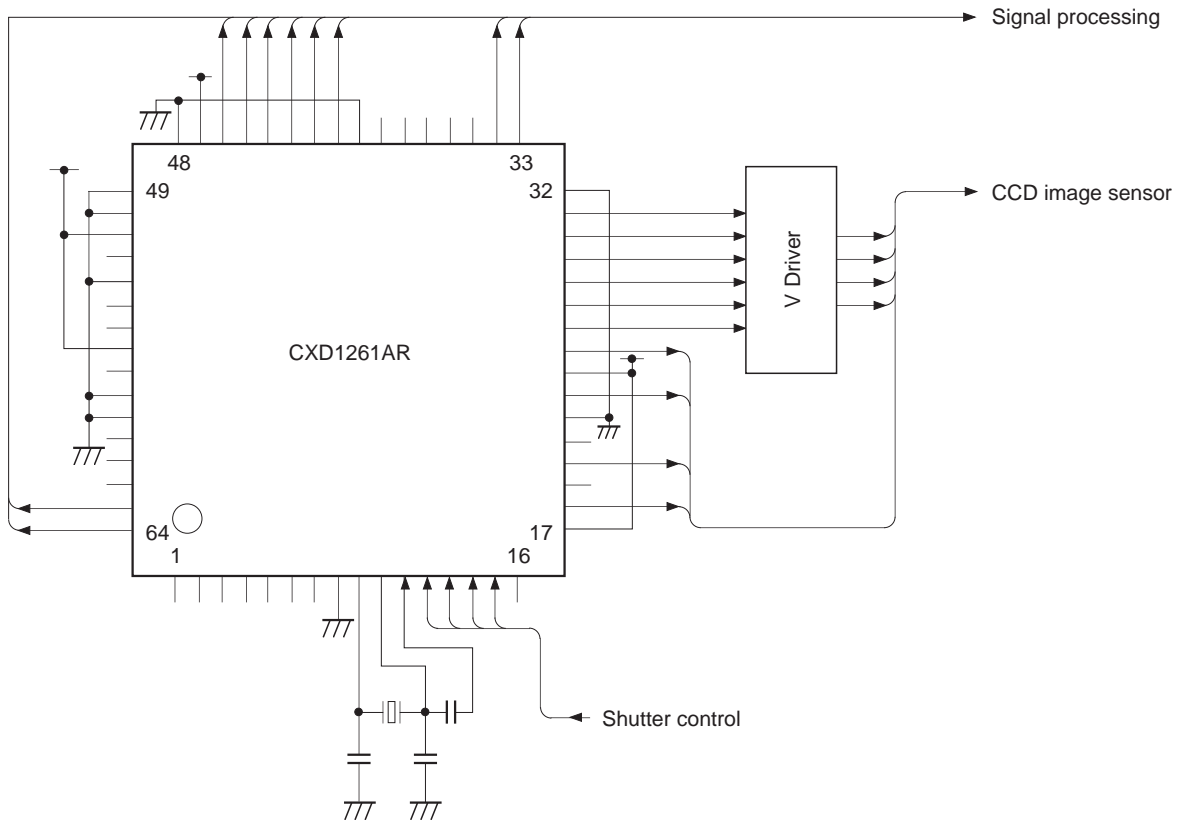 Signal processing
48
33
49
32
CCD image sensor
V Driver
CXD1261AR
64
17
1
16
Shutter control